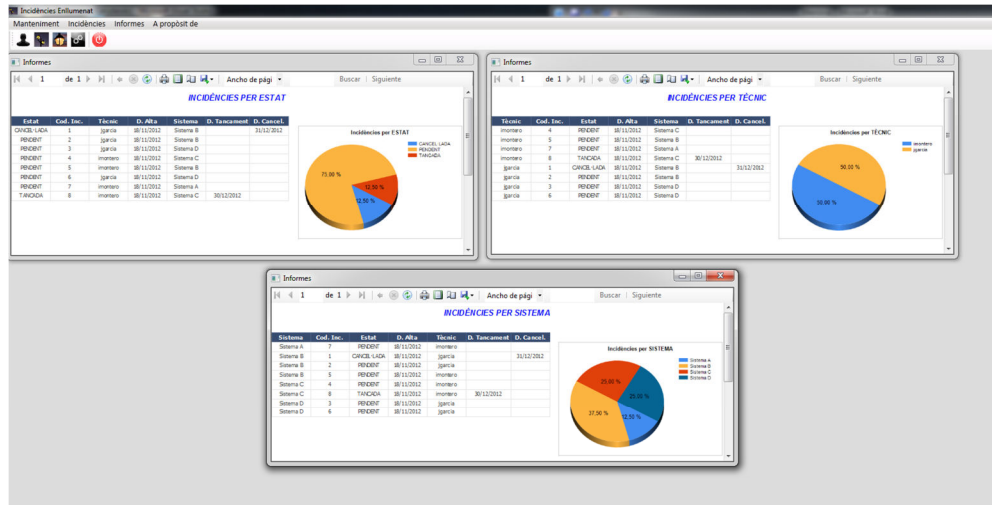 Incidències Enllumenat
Manteniment Incidències Informes A propòsit de
Informes
1 de 1 Ancho de pági Buscar | Siguiente
INCIDÈNCIES PER ESTAT
Estat Cod. Inc. Tècnic D. Alta Sistema D. Tancament D. Cancel.
CANCEL·LADA 1 jgarcia 18/11/2012 Sistema B 31/12/2012
PENDENT 2 jgarcia 18/11/2012 Sistema B
PENDENT 3 jgarcia 18/11/2012 Sistema D
PENDENT 4 imontero 18/11/2012 Sistema C
PENDENT 5 imontero 18/11/2012 Sistema B
PENDENT 6 jgarcia 18/11/2012 Sistema D
PENDENT 7 imontero 18/11/2012 Sistema A
TANCADA 8 imontero 18/11/2012 Sistema C 30/12/2012
Incidències per ESTAT
CANCEL·LADA
PENDENT
TANCADA
75,00 %
12,50 %
12,50 %
Informes
1 de 1 Ancho de pági Buscar | Siguiente
INCIDÈNCIES PER TÈCNIC
Tècnic Cod. Inc. Estat D. Alta Sistema D. Tancament D. Cancel.
imontero 4 PENDENT 18/11/2012 Sistema C
imontero 5 PENDENT 18/11/2012 Sistema B
imontero 7 PENDENT 18/11/2012 Sistema A
imontero 8 TANCADA 18/11/2012 Sistema C 30/12/2012
jgarcia 1 CANCEL·LADA 18/11/2012 Sistema B 31/12/2012
jgarcia 2 PENDENT 18/11/2012 Sistema B
jgarcia 3 PENDENT 18/11/2012 Sistema D
jgarcia 6 PENDENT 18/11/2012 Sistema D
Incidències per TÈCNIC
imontero
jgarcia
50,00 %
50,00 %
Informes
1 de 1 Ancho de pági Buscar | Siguiente
INCIDÈNCIES PER SISTEMA
Sistema Cod. Inc. Estat D. Alta Tècnic D. Tancament D. Cancel.
Sistema A 7 PENDENT 18/11/2012 imontero
Sistema B 1 CANCEL·LADA 18/11/2012 jgarcia 31/12/2012
Sistema B 2 PENDENT 18/11/2012 jgarcia
Sistema B 5 PENDENT 18/11/2012 imontero
Sistema C 4 PENDENT 18/11/2012 imontero
Sistema C 8 TANCADA 18/11/2012 imontero 30/12/2012
Sistema D 3 PENDENT 18/11/2012 jgarcia
Sistema D 6 PENDENT 18/11/2012 jgarcia
Incidències per SISTEMA
Sistema A
Sistema B
Sistema C
Sistema D
25,00 %
25,00 %
37,50 %
12,50 %